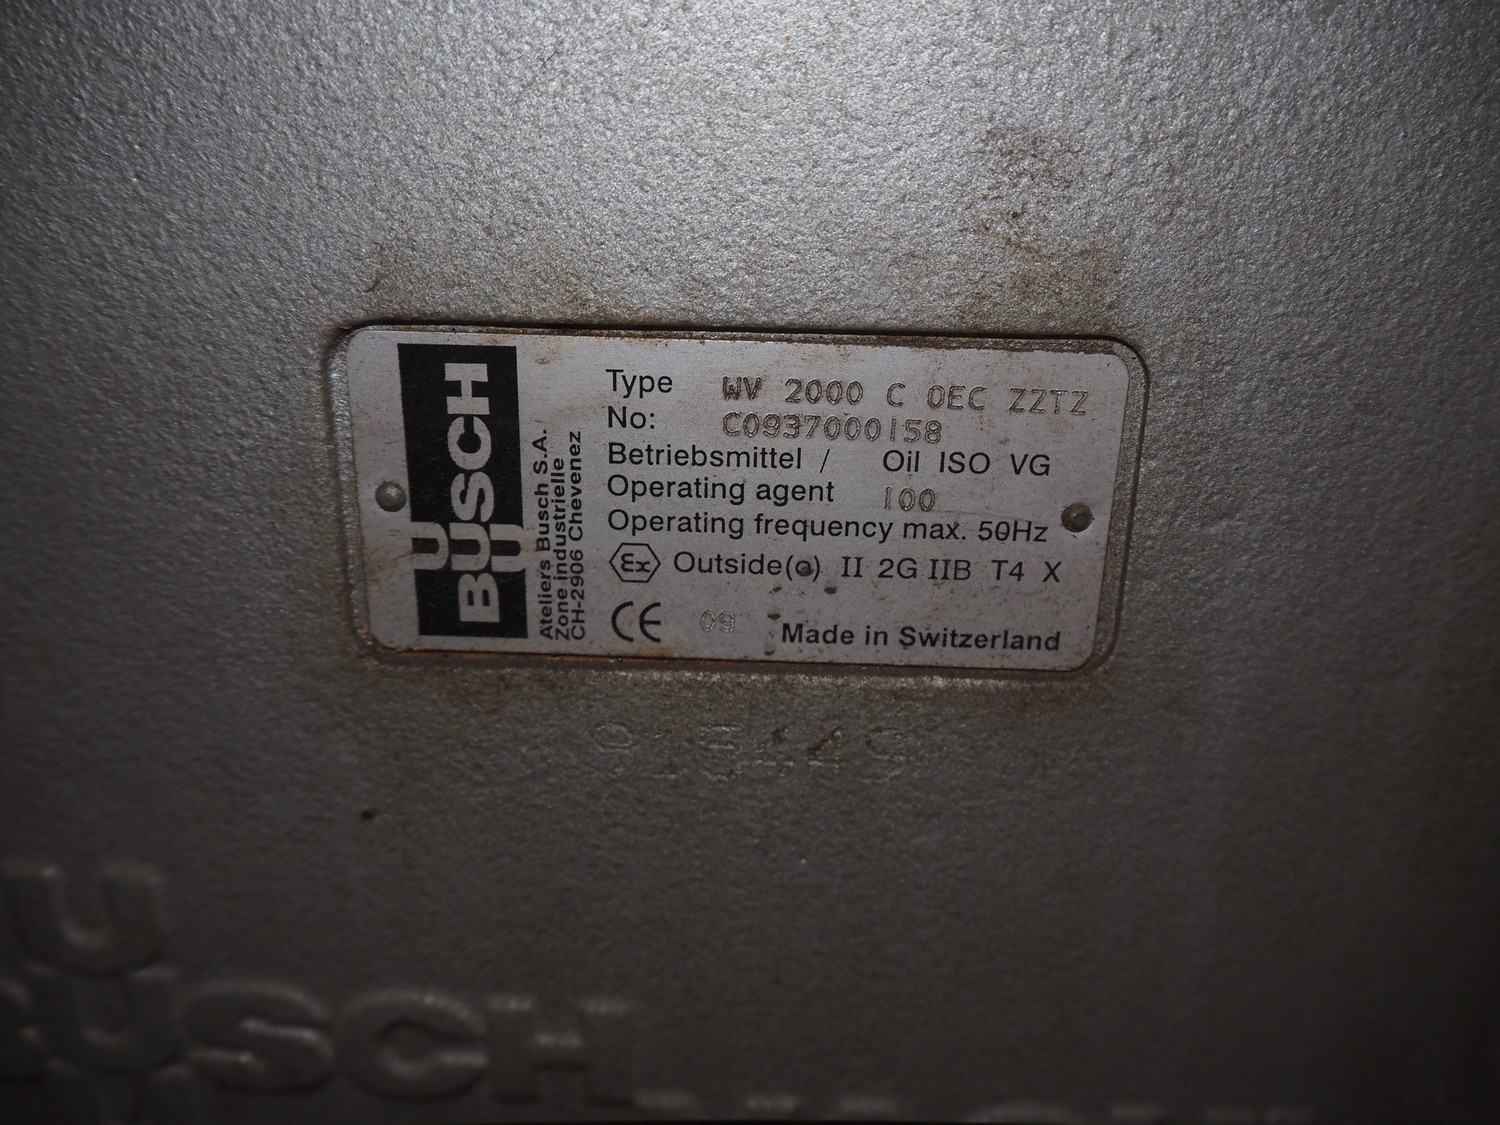 BUSCH
Ateliers Busch S.A.
Zone industrielle
CH-2906 Chevenez
Type WV 2000 C 0EC ZZTZ
No: C0937000158
Betriebsmittel / Oil ISO VG
Operating agent 100
Operating frequency max. 50Hz
Ex Outside(o) II 2G IIB T4 X
CE 09 Made in Switzerland
BUSCH